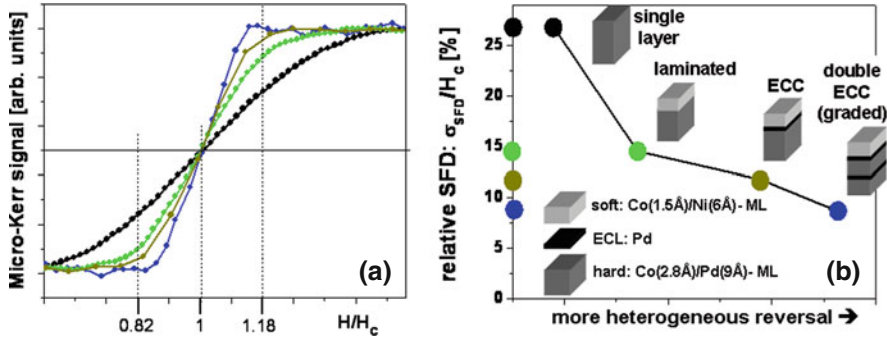 Micro-Kerr signal [arb. units]
(a)
0.82
1
1.18
H/Hc
relative SFD: σSFD/Hc [%]
25
20
15
10
5
0
single
layer
laminated
ECC
double
ECC
(graded)
soft: Co(1.5Å)/Ni(6Å)- ML
ECL: Pd
hard: Co(2.8Å)/Pd(9Å)- ML
(b)
more heterogeneous reversal ➔